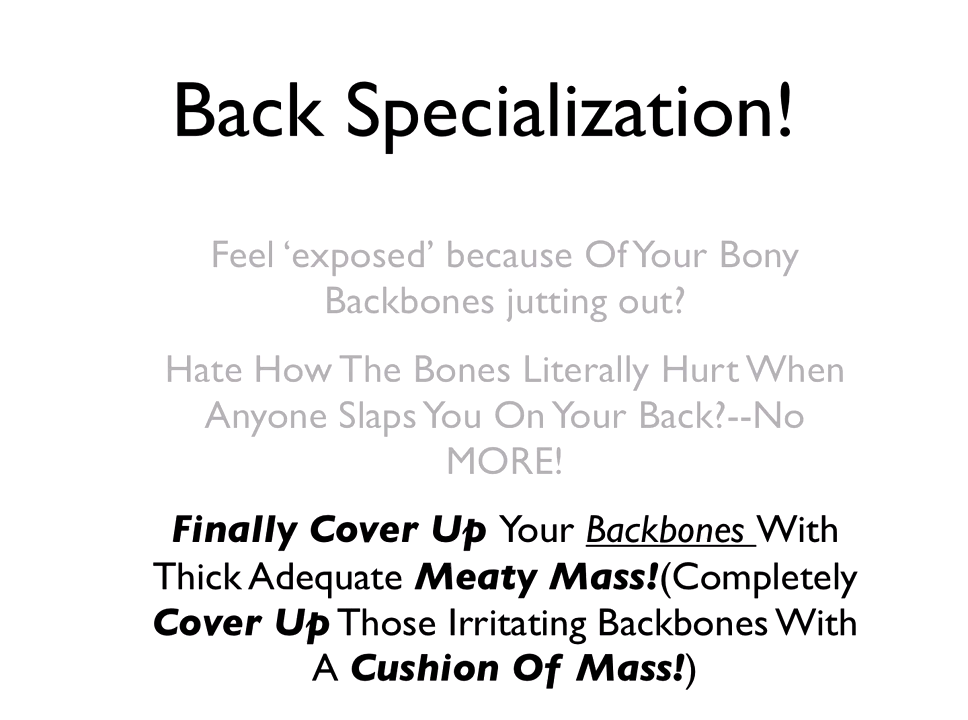 Back Specialization!
Feel ‘exposed’ because Of Your Bony
Backbones jutting out?
Hate How The Bones Literally Hurt When
Anyone Slaps You On Your Back?--No
MORE!
Finally Cover Up Your Backbones With
Thick Adequate Meaty Mass!(Completely
Cover Up Those Irritating Backbones With
A Cushion Of Mass!)